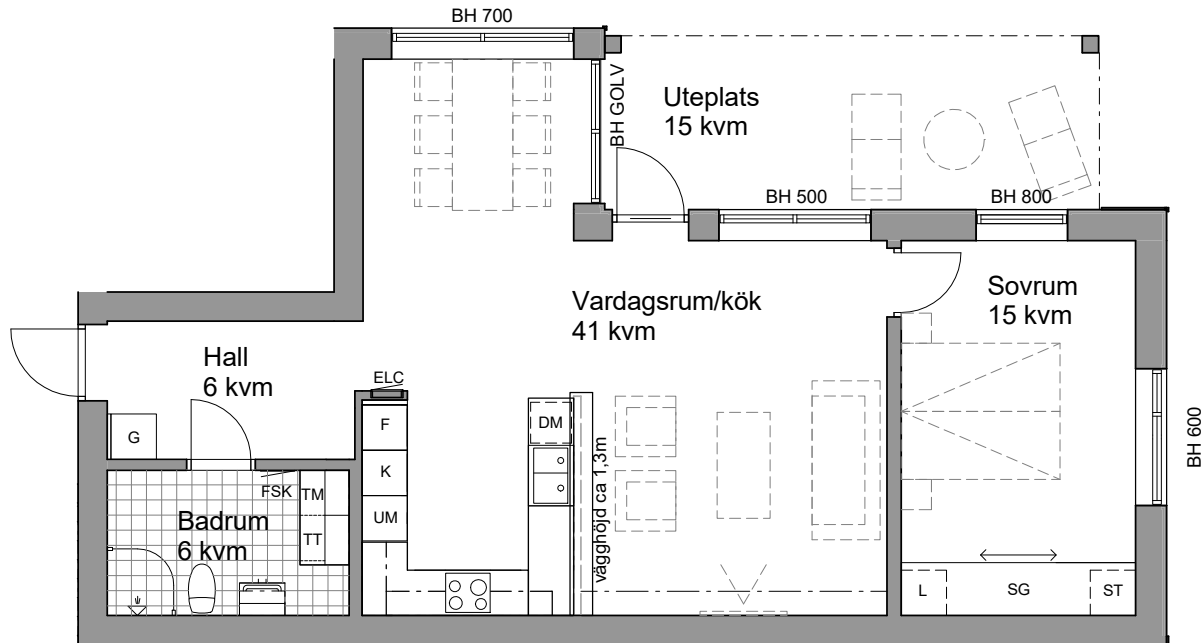 BH 700
BH GOLV
Uteplats
15 kvm
BH 500
BH 800
Vardagsrum/kök
41 kvm
Sovrum
15 kvm
Hall
6 kvm
ELC
G
F
K
UM
DM
vägghöjd ca 1,3m
BH 600
FSK
TM
TT
Badrum
6 kvm
L
SG
ST